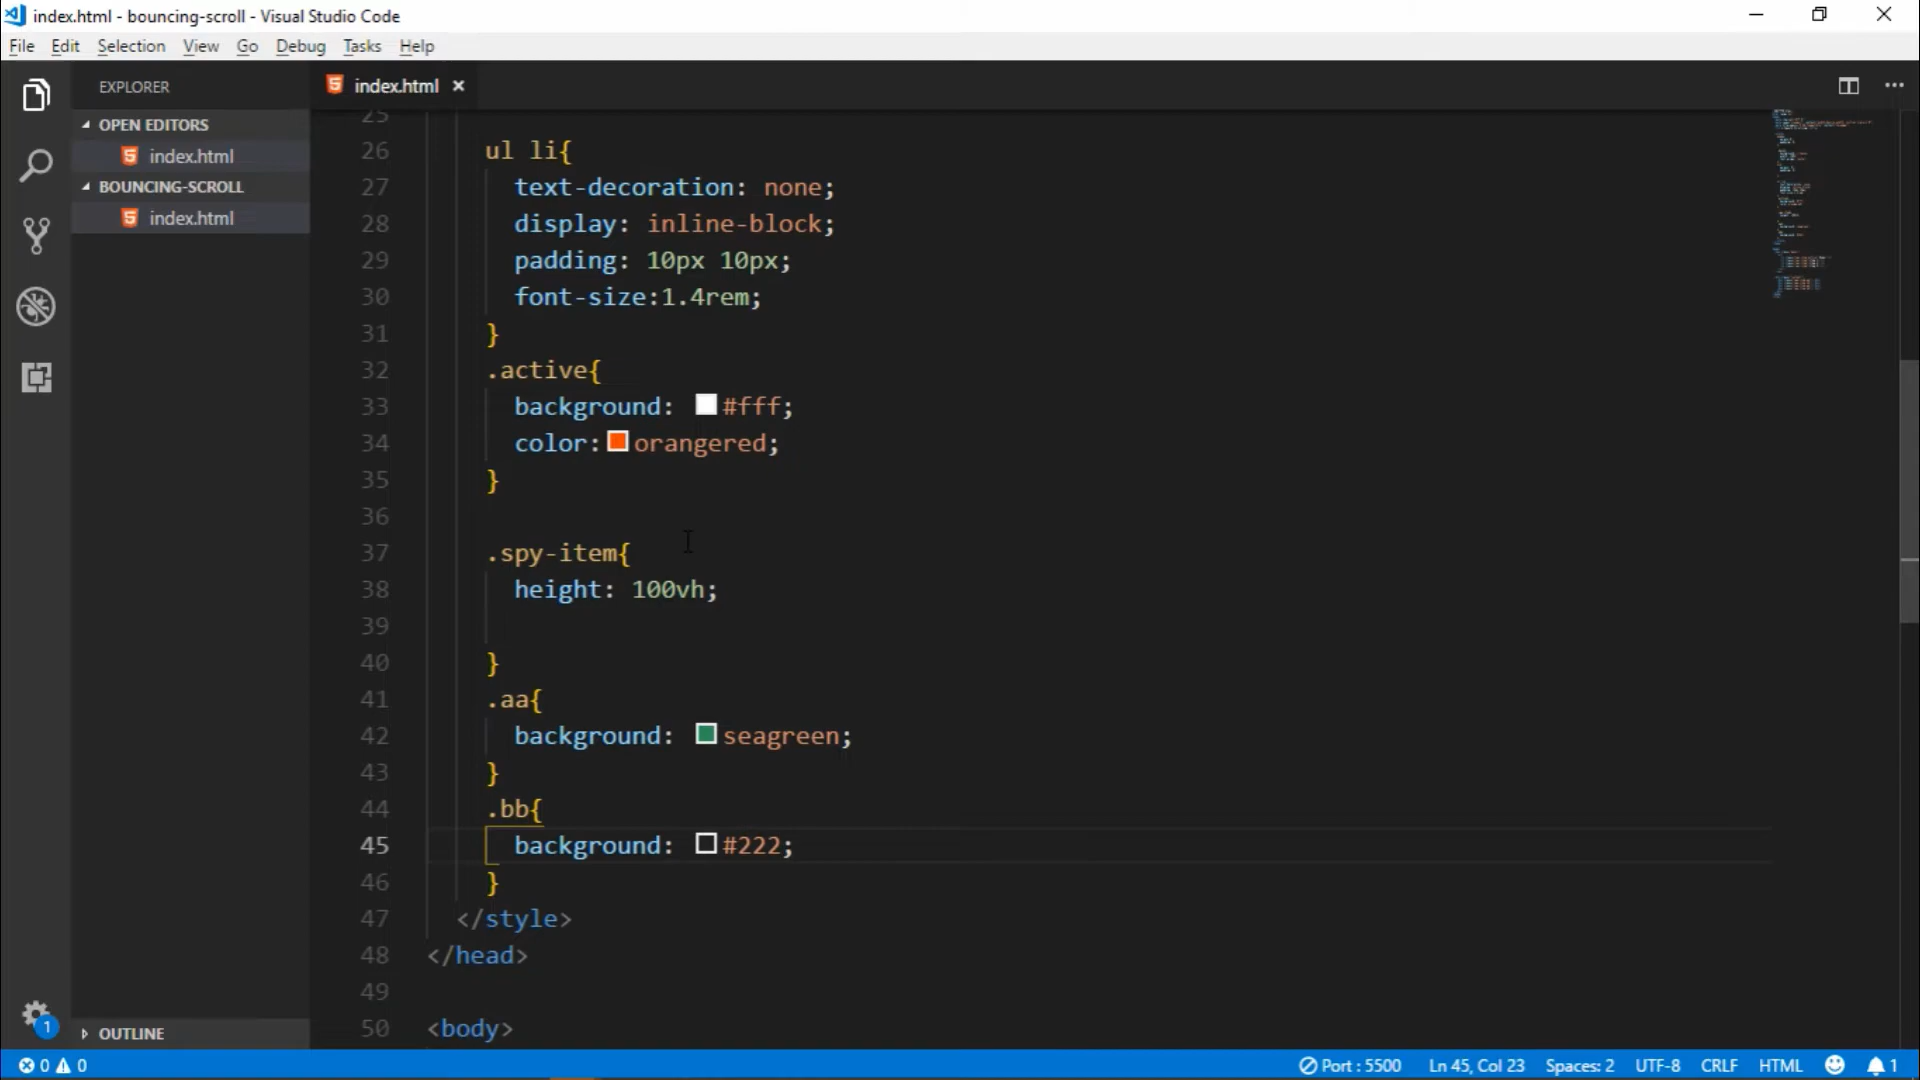 index.html - bouncing-scroll - Visual Studio Code
File Edit Selection View Go Debug Tasks Help
EXPLORER
OPEN EDITORS
index.html
BOUNCING-SCROLL
index.html
OUTLINE
1
index.html
25
26 ul li{
27 text-decoration: none;
28 display: inline-block;
29 padding: 10px 10px;
30 font-size:1.4rem;
31 }
32 .active{
33 background: #fff;
34 color: orangered;
35 }
36
37 .spy-item{
38 height: 100vh;
39
40 }
41 .aa{
42 background: seagreen;
43 }
44 .bb{
45 background: #222;
46 }
47 </style>
48 </head>
49
50 <body>
0 0 Port : 5500 Ln 45, Col 23 Spaces: 2 UTF-8 CRLF HTML 1